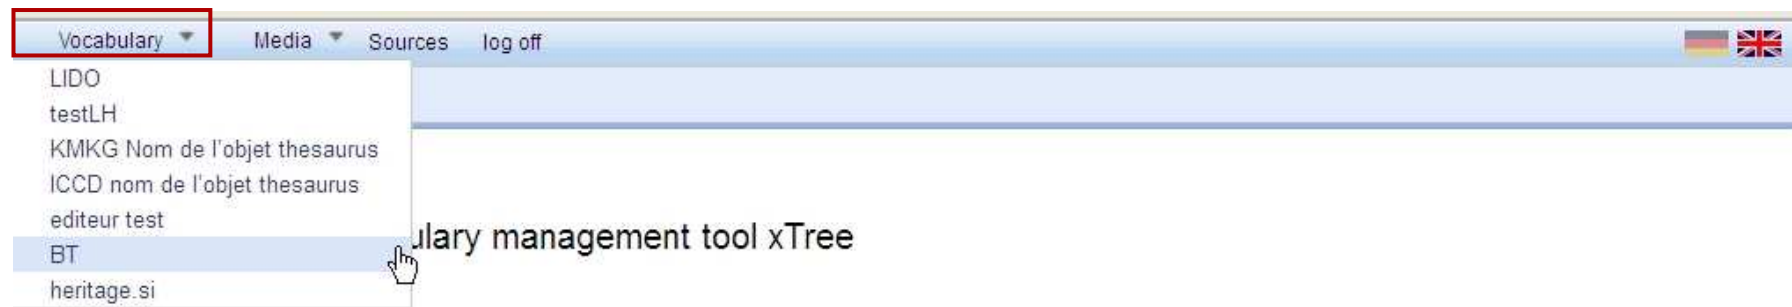 Vocabulary Media Sources log off
LIDO
testLH
KMKG Nom de l'objet thesaurus
ICCD nom de l'objet thesaurus
editeur test
management tool xTree
BT
heritage.si